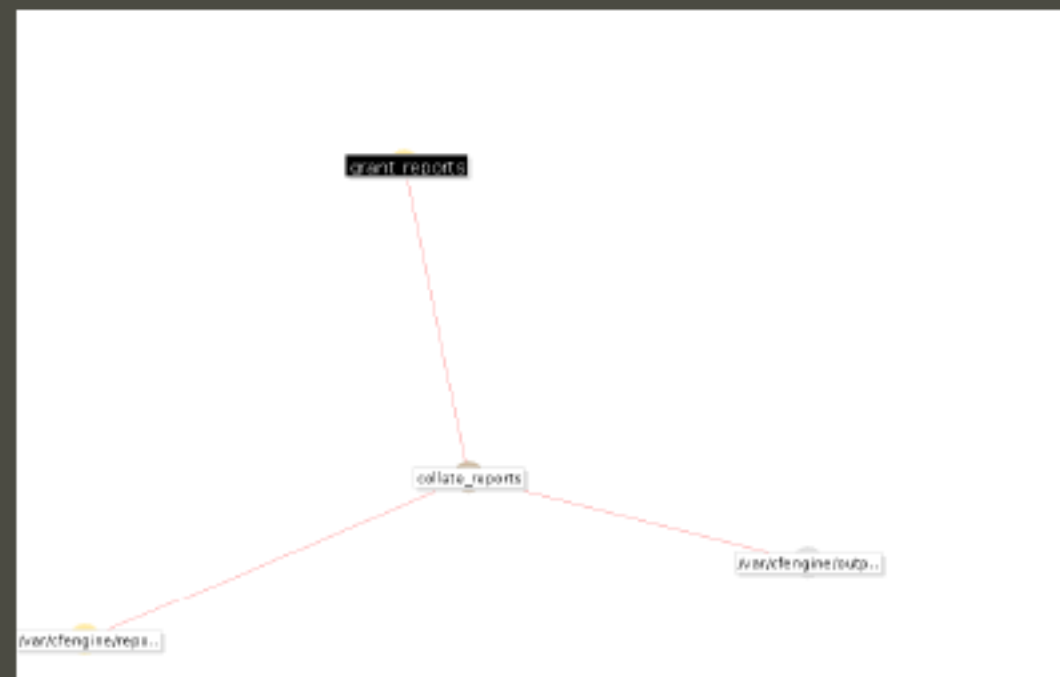 grant_reports
collate_reports
/var/cfengine/outp...
/var/cfengine/repo...